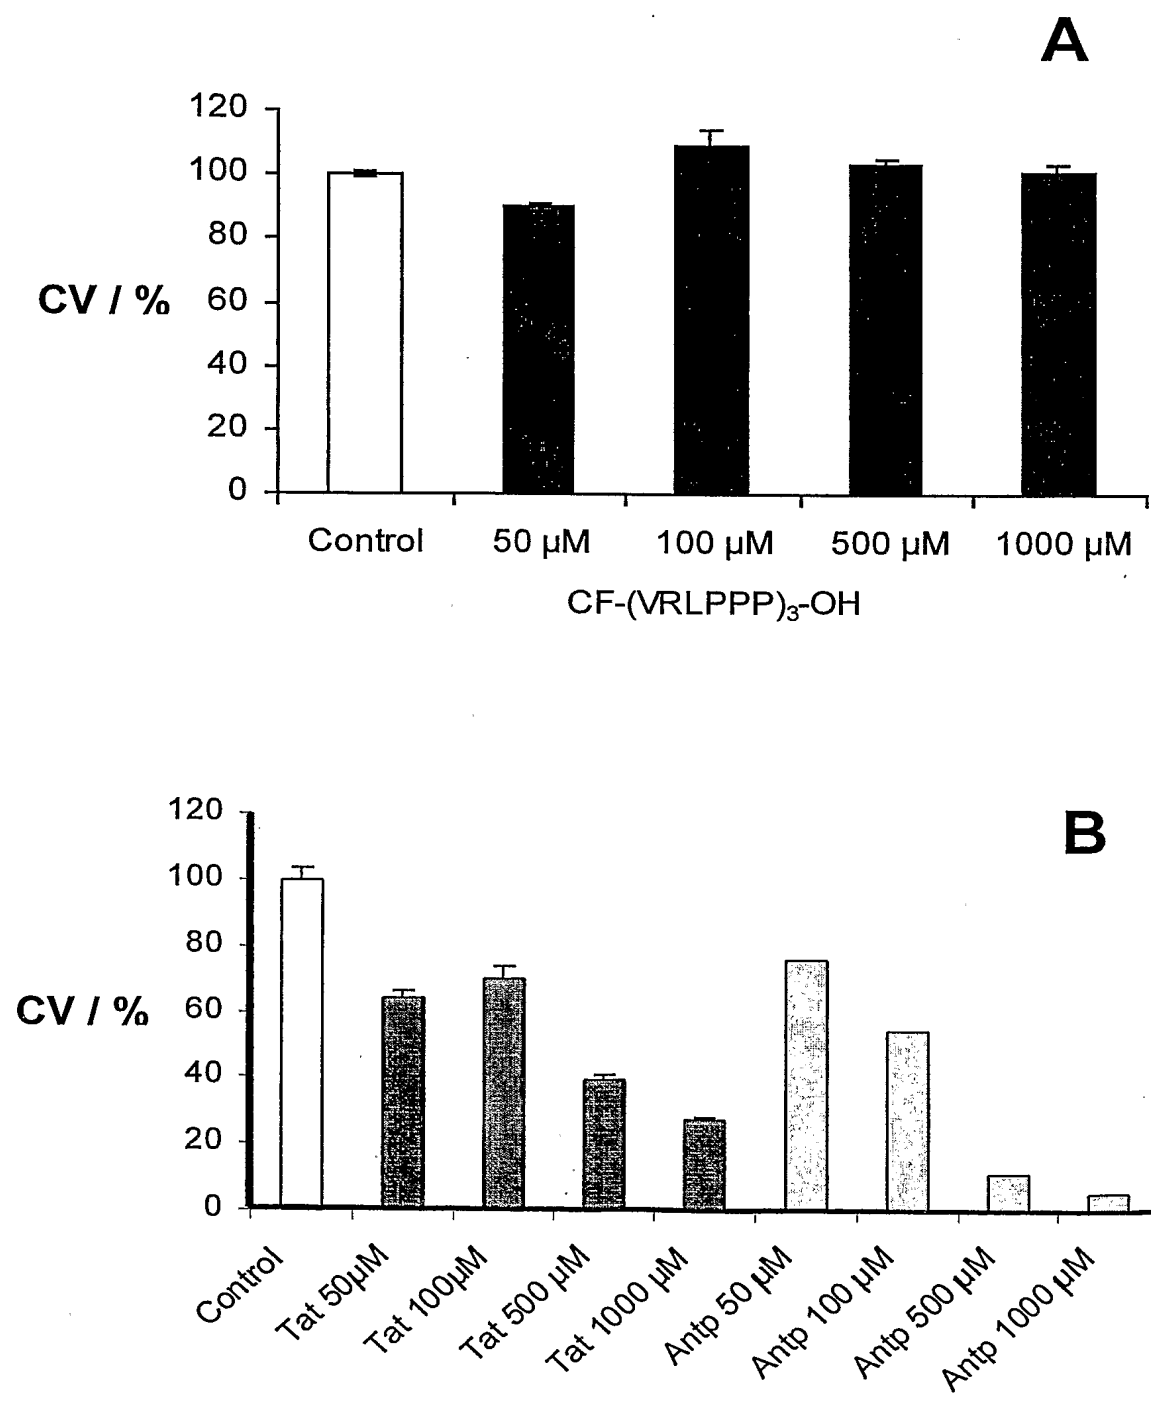 A
120
100
80
CV / %
60
40
20
0
Control 50 µM 100 µM 500 µM 1000 µM
CF-(VRLPPP)₃-OH
120
B
100
80
CV / %
60
40
20
0
Control
Tat 50µM
Tat 100µM
Tat 500 µM
Tat 1000 µM
Antp 50 µM
Antp 100 µM
Antp 500 µM
Antp 1000 µM